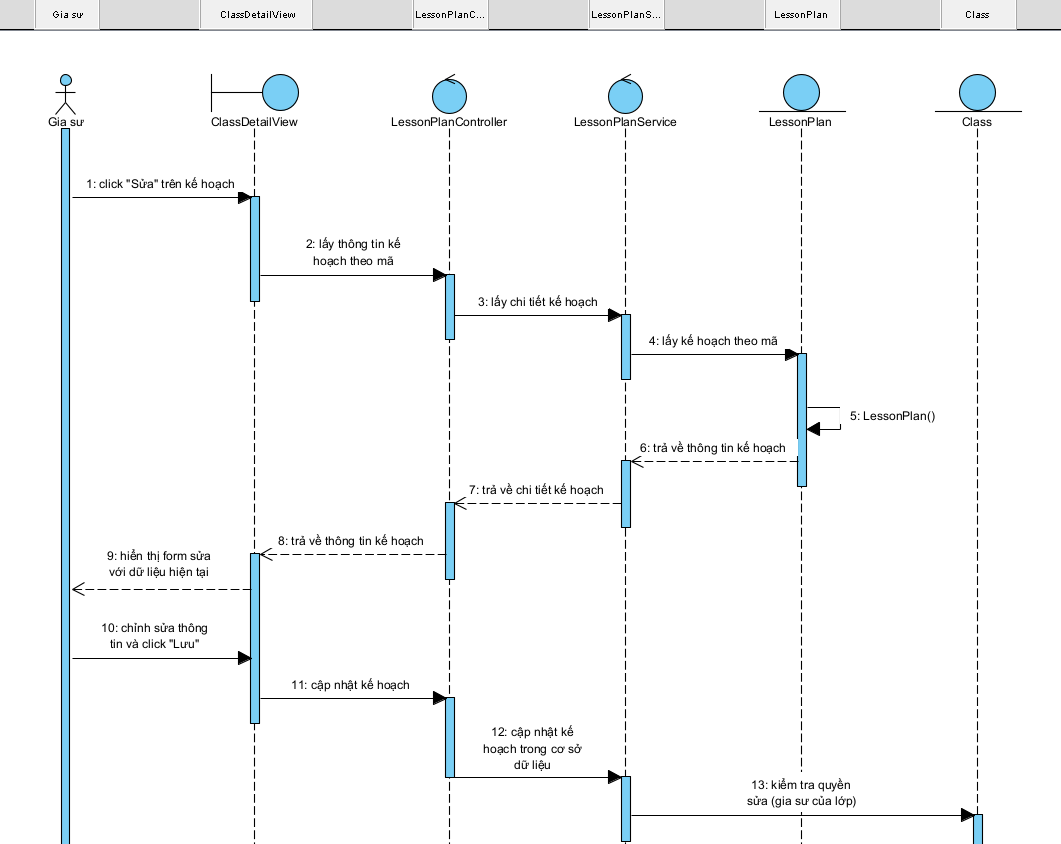 Gia sư
ClassDetailView
LessonPlanC...
LessonPlanS...
LessonPlan
Class
Gia sư
ClassDetailView
LessonPlanController
LessonPlanService
LessonPlan
Class
1: click "Sửa" trên kế hoạch
2: lấy thông tin kế
hoạch theo mã
3: lấy chi tiết kế hoạch
4: lấy kế hoạch theo mã
5: LessonPlan()
6: trả về thông tin kế hoạch
7: trả về chi tiết kế hoạch
8: trả về thông tin kế hoạch
9: hiển thị form sửa
với dữ liệu hiện tại
10: chỉnh sửa thông
tin và click "Lưu"
11: cập nhật kế hoạch
12: cập nhật kế
hoạch trong cơ sở
dữ liệu
13: kiểm tra quyền
sửa (gia sư của lớp)